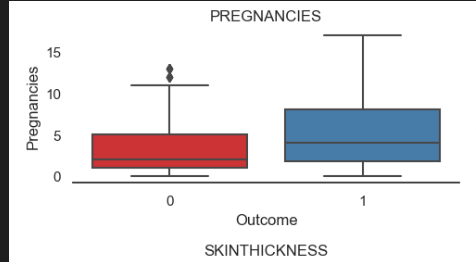 PREGNANCIES
15
10
5
0
Pregnancies
0 1
Outcome
SKINTHICKNESS